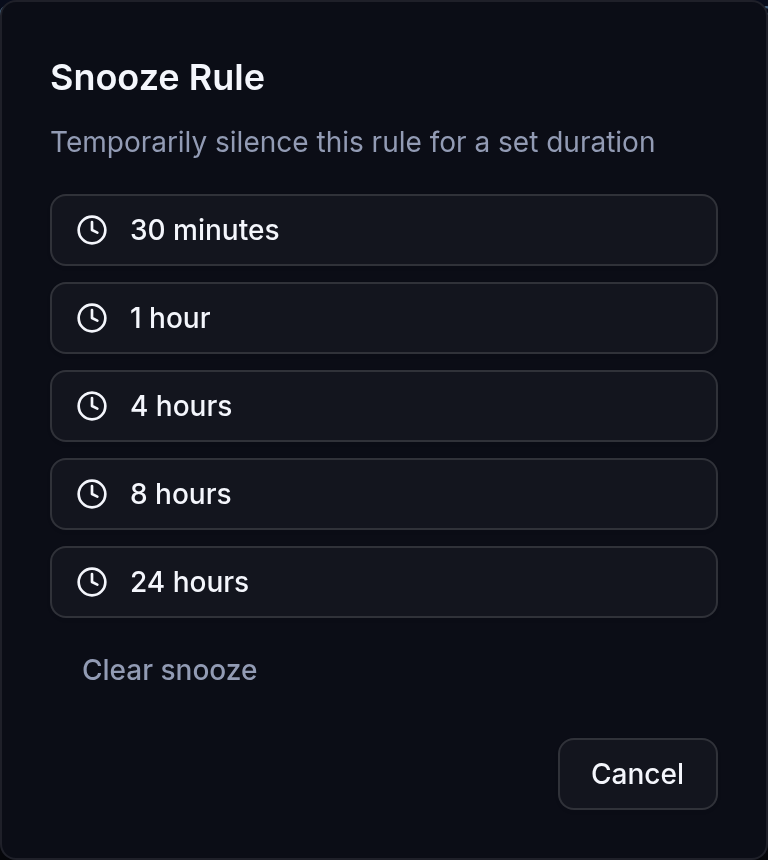 Snooze Rule
Temporarily silence this rule for a set duration
30 minutes
1 hour
4 hours
8 hours
24 hours
Clear snooze
Cancel